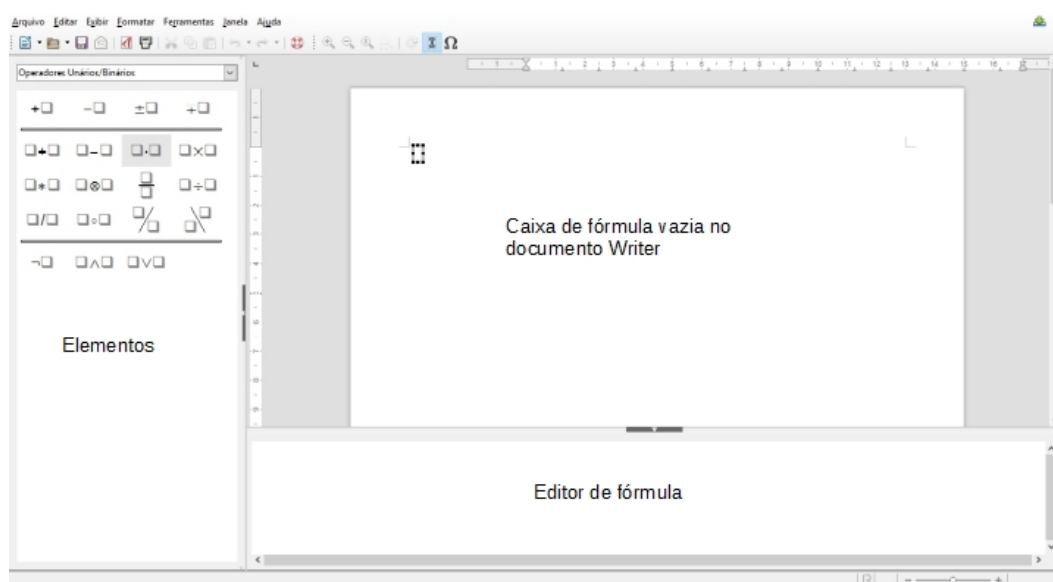 Arquivo Editar Exibir Formatar Ferramentas Janela Ajuda
Operadores Unários/Binários
+□ −□ ±□ ∓□
□+□ □−□ □·□ □×□
□∗□ □⊗□ □÷□
□/□ □∘□
¬□ □∧□ □∨□
Elementos
Caixa de fórmula vazia no
documento Writer
Editor de fórmula